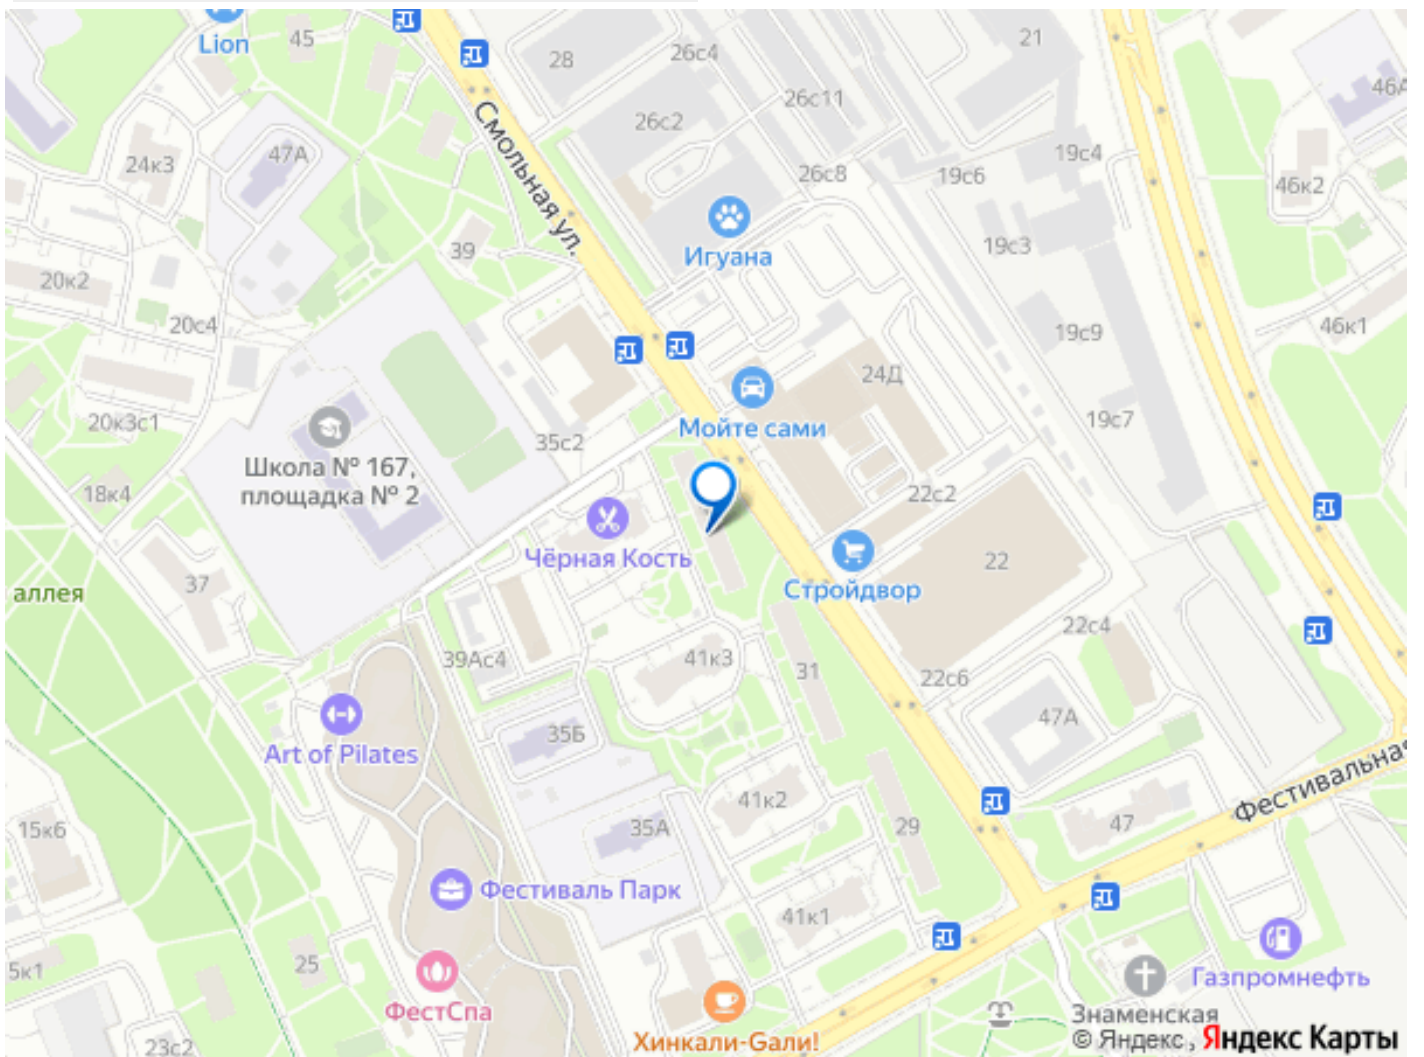 Lion
45
28
26с4
21
46А
26с11
26с2
Смольная ул.
47А
24к3
19с4
26с8
19с6
46к2
Игуана
39
19с3
20к2
20с4
19с9
46к1
24Д
20к3с1
Мойте сами
19с7
35с2
Школа № 167,
площадка № 2
18к4
22с2
Чёрная Кость
22
37
аллея
Стройдвор
22с4
39Ас4
41к3
31
22с6
47А
Art of Pilates
35Б
Фестивальная
41к2
15к6
35А
29
47
Фестиваль Парк
41к1
5к1
25
Газпромнефть
ФестСпа
Знаменская
Хинкали-Gали!
23с2
© Яндекс, Яндекс Карты